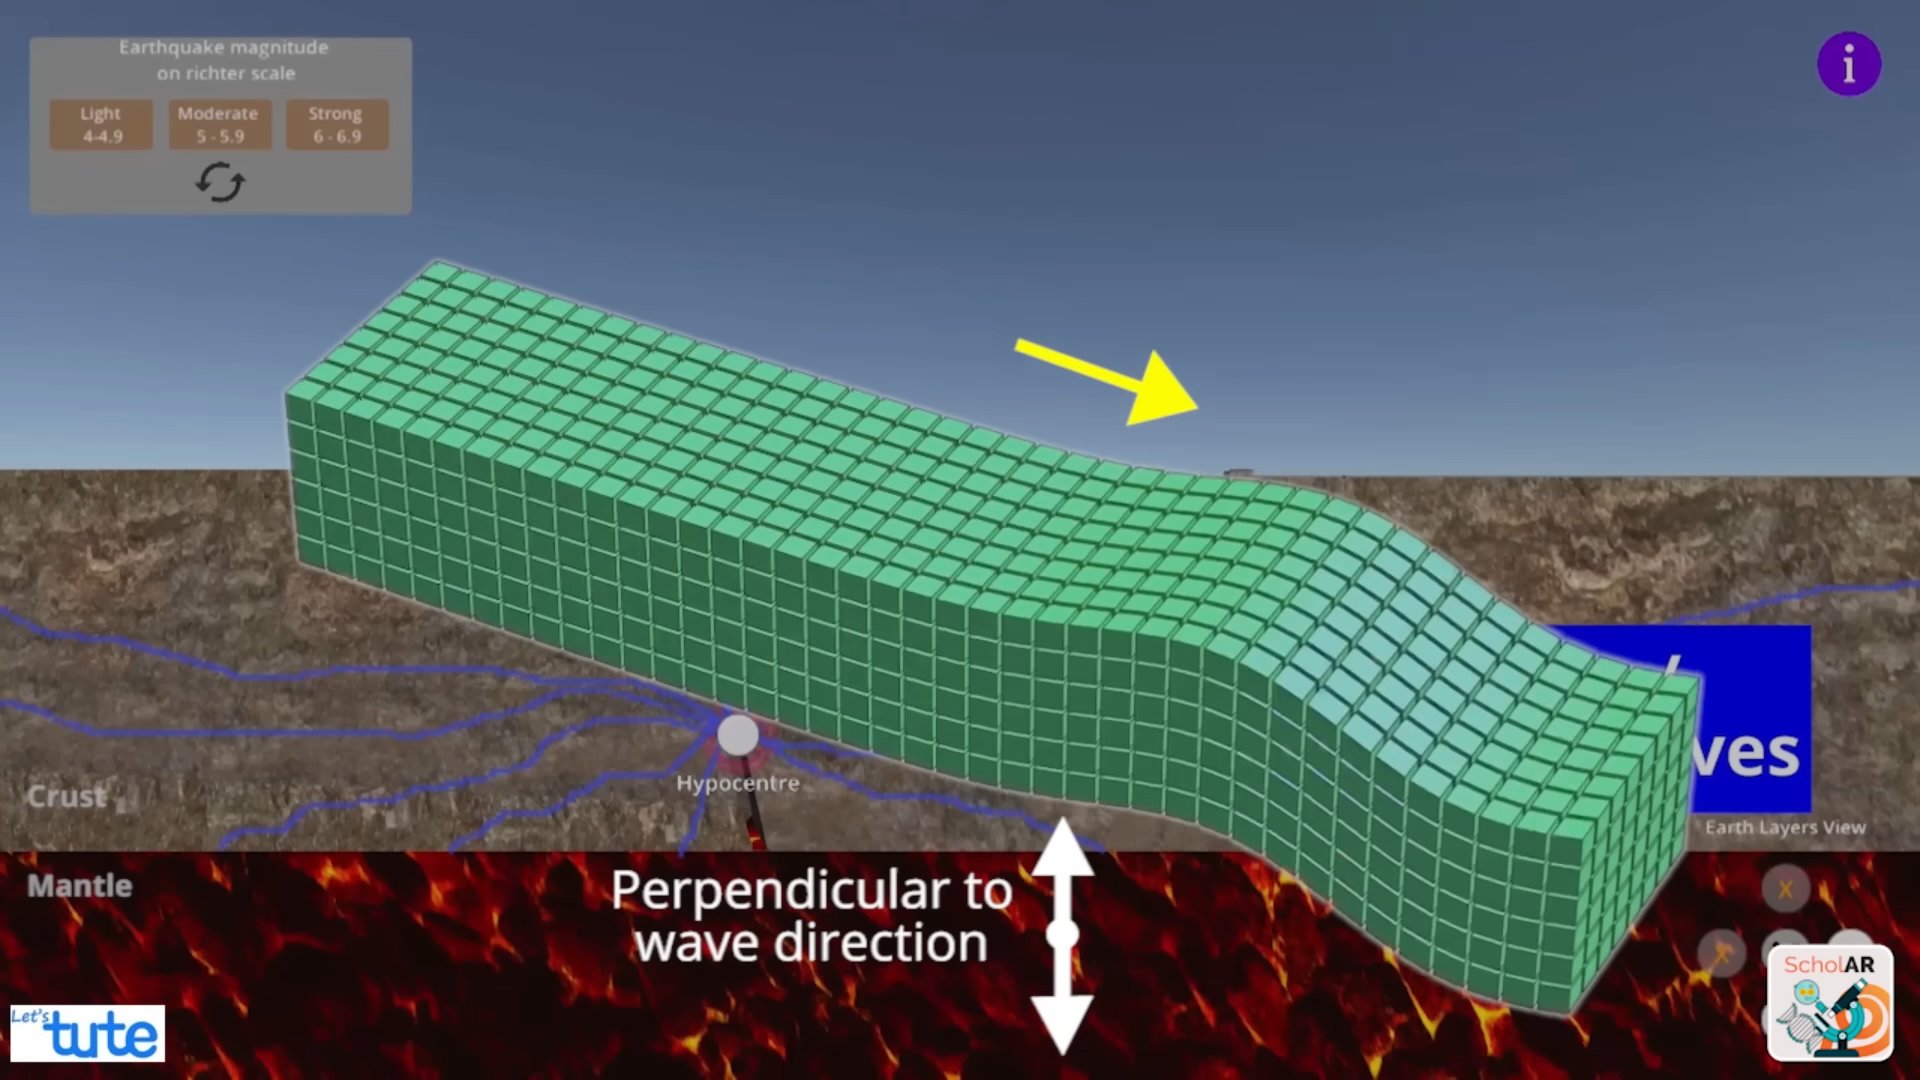 Earthquake magnitude
on richter scale
Light
4-4.9
Moderate
5 - 5.9
Strong
6 - 6.9
i
Hypocentre
Crust
ves
Earth Layers View
Mantle
Perpendicular to
wave direction
X
ScholAR
Let's
tute